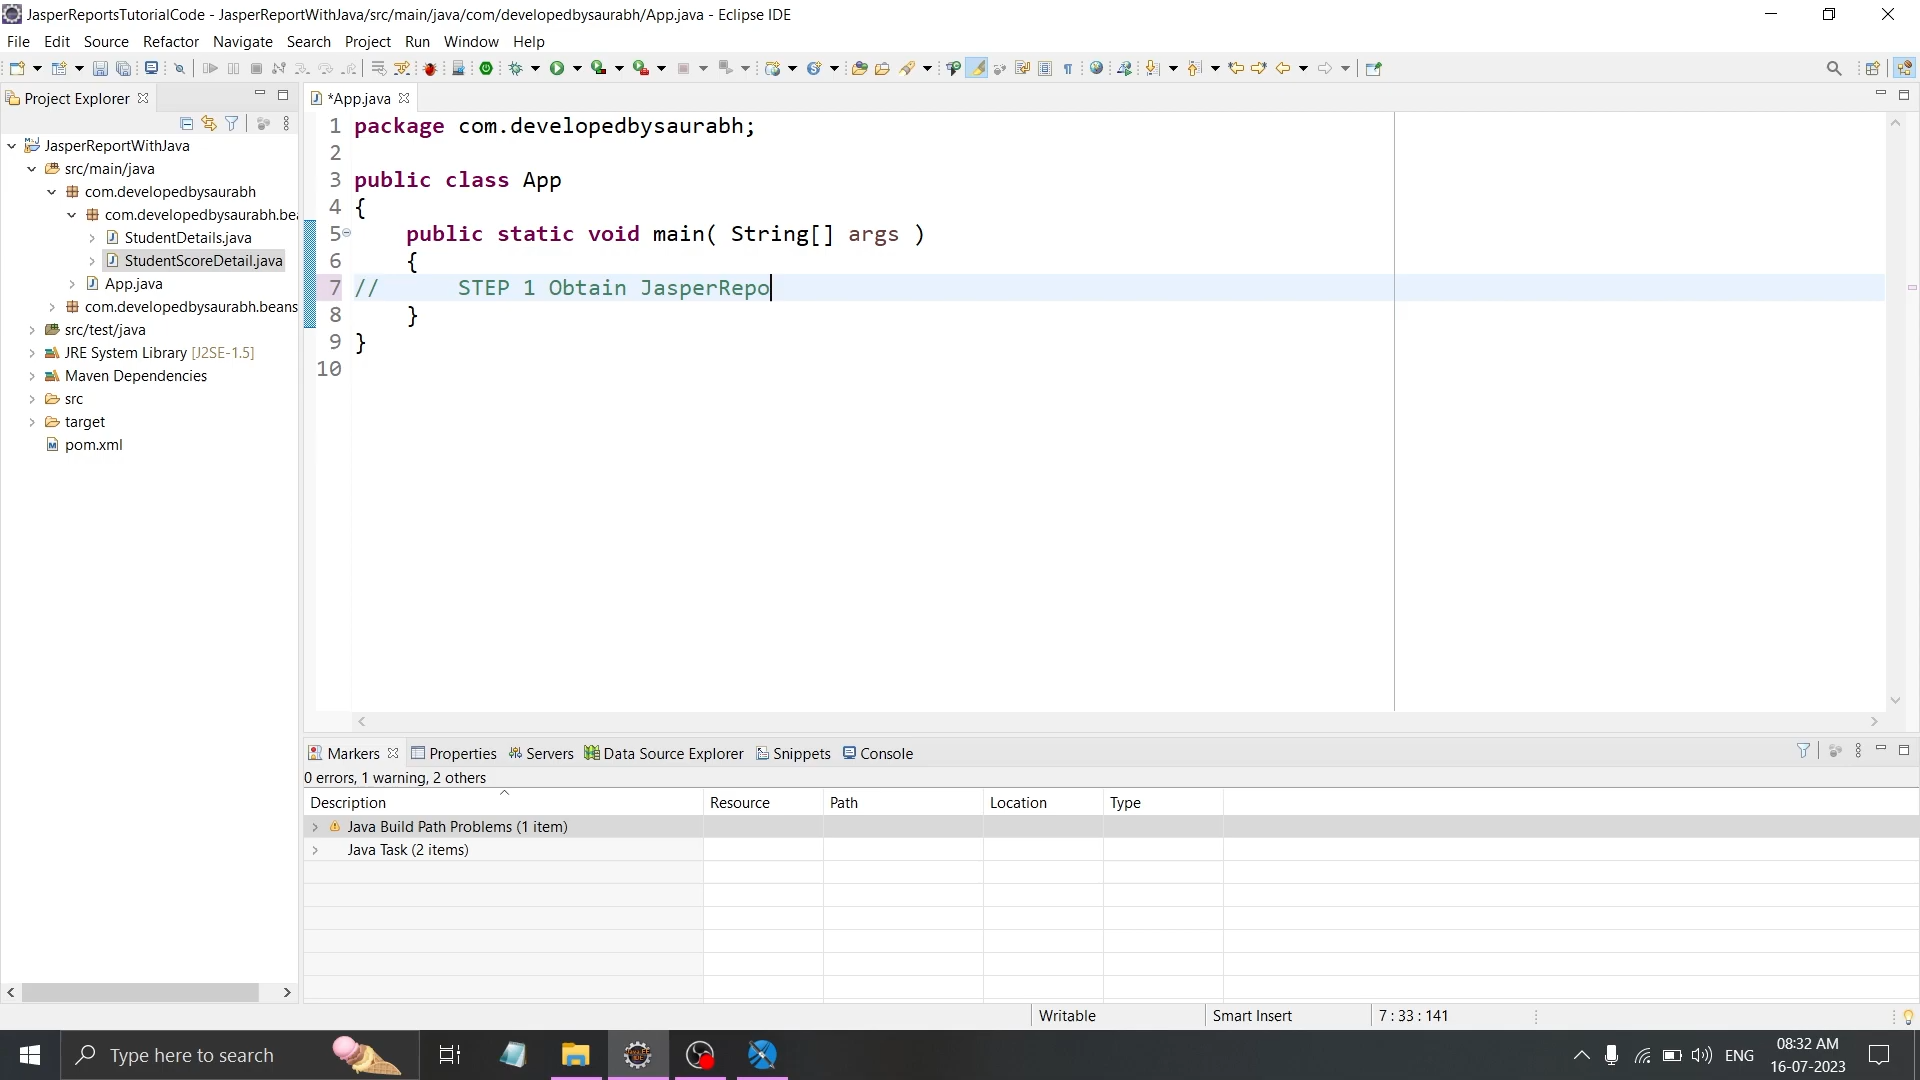 JasperReportsTutorialCode - JasperReportWithJava/src/main/java/com/developedbysaurabh/App.java - Eclipse IDE
File Edit Source Refactor Navigate Search Project Run Window Help
Project Explorer
*App.java
JasperReportWithJava
src/main/java
com.developedbysaurabh
com.developedbysaurabh.bea
StudentDetails.java
StudentScoreDetail.java
App.java
com.developedbysaurabh.beans
src/test/java
JRE System Library [J2SE-1.5]
Maven Dependencies
src
target
pom.xml
1 package com.developedbysaurabh;
2
3 public class App
4 {
5 public static void main( String[] args )
6 {
7 // STEP 1 Obtain JasperRepo
8 }
9 }
10
Markers Properties Servers Data Source Explorer Snippets Console
0 errors, 1 warning, 2 others
Description Resource Path Location Type
Java Build Path Problems (1 item)
Java Task (2 items)
Writable Smart Insert 7 : 33 : 141
Type here to search
ENG
08:32 AM
16-07-2023